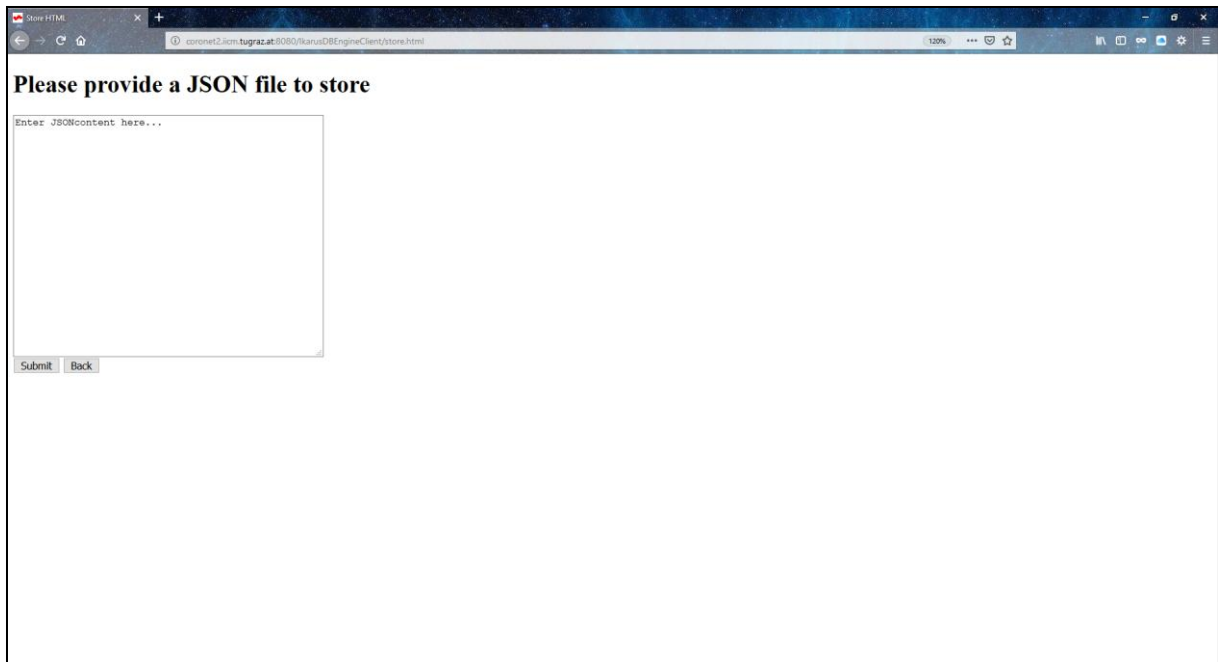 Store HTML
coronet2.iicm.tugraz.at:8080/IkarusDBEngineClient/store.html
120%
Please provide a JSON file to store
Enter JSONcontent here...
Submit Back